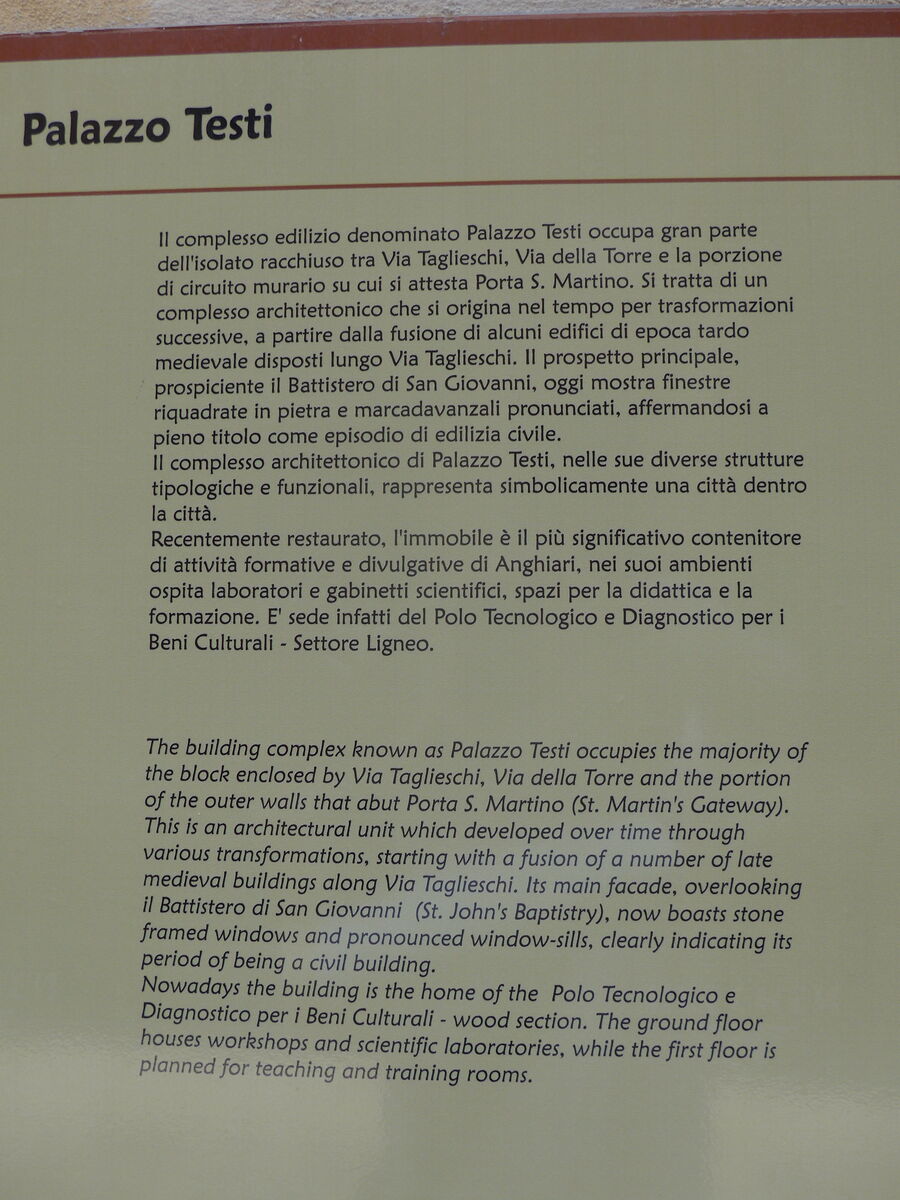 Palazzo Testi
Il complesso edilizio denominato Palazzo Testi occupa gran parte
dell'isolato racchiuso tra Via Taglieschi, Via della Torre e la porzione
di circuito murario su cui si attesta Porta S. Martino. Si tratta di un
complesso architettonico che si origina nel tempo per trasformazioni
successive, a partire dalla fusione di alcuni edifici di epoca tardo
medievale disposti lungo Via Taglieschi. Il prospetto principale,
prospiciente il Battistero di San Giovanni, oggi mostra finestre
riquadrate in pietra e marcadavanzali pronunciati, affermandosi a
pieno titolo come episodio di edilizia civile.
Il complesso architettonico di Palazzo Testi, nelle sue diverse strutture
tipologiche e funzionali, rappresenta simbolicamente una città dentro
la città.
Recentemente restaurato, l'immobile è il più significativo contenitore
di attività formative e divulgative di Anghiari, nei suoi ambienti
ospita laboratori e gabinetti scientifici, spazi per la didattica e la
formazione. E' sede infatti del Polo Tecnologico e Diagnostico per i
Beni Culturali - Settore Ligneo.
The building complex known as Palazzo Testi occupies the majority of
the block enclosed by Via Taglieschi, Via della Torre and the portion
of the outer walls that abut Porta S. Martino (St. Martin's Gateway).
This is an architectural unit which developed over time through
various transformations, starting with a fusion of a number of late
medieval buildings along Via Taglieschi. Its main facade, overlooking
il Battistero di San Giovanni (St. John's Baptistry), now boasts stone
framed windows and pronounced window-sills, clearly indicating its
period of being a civil building.
Nowadays the building is the home of the Polo Tecnologico e
Diagnostico per i Beni Culturali - wood section. The ground floor
houses workshops and scientific laboratories, while the first floor is
planned for teaching and training rooms.